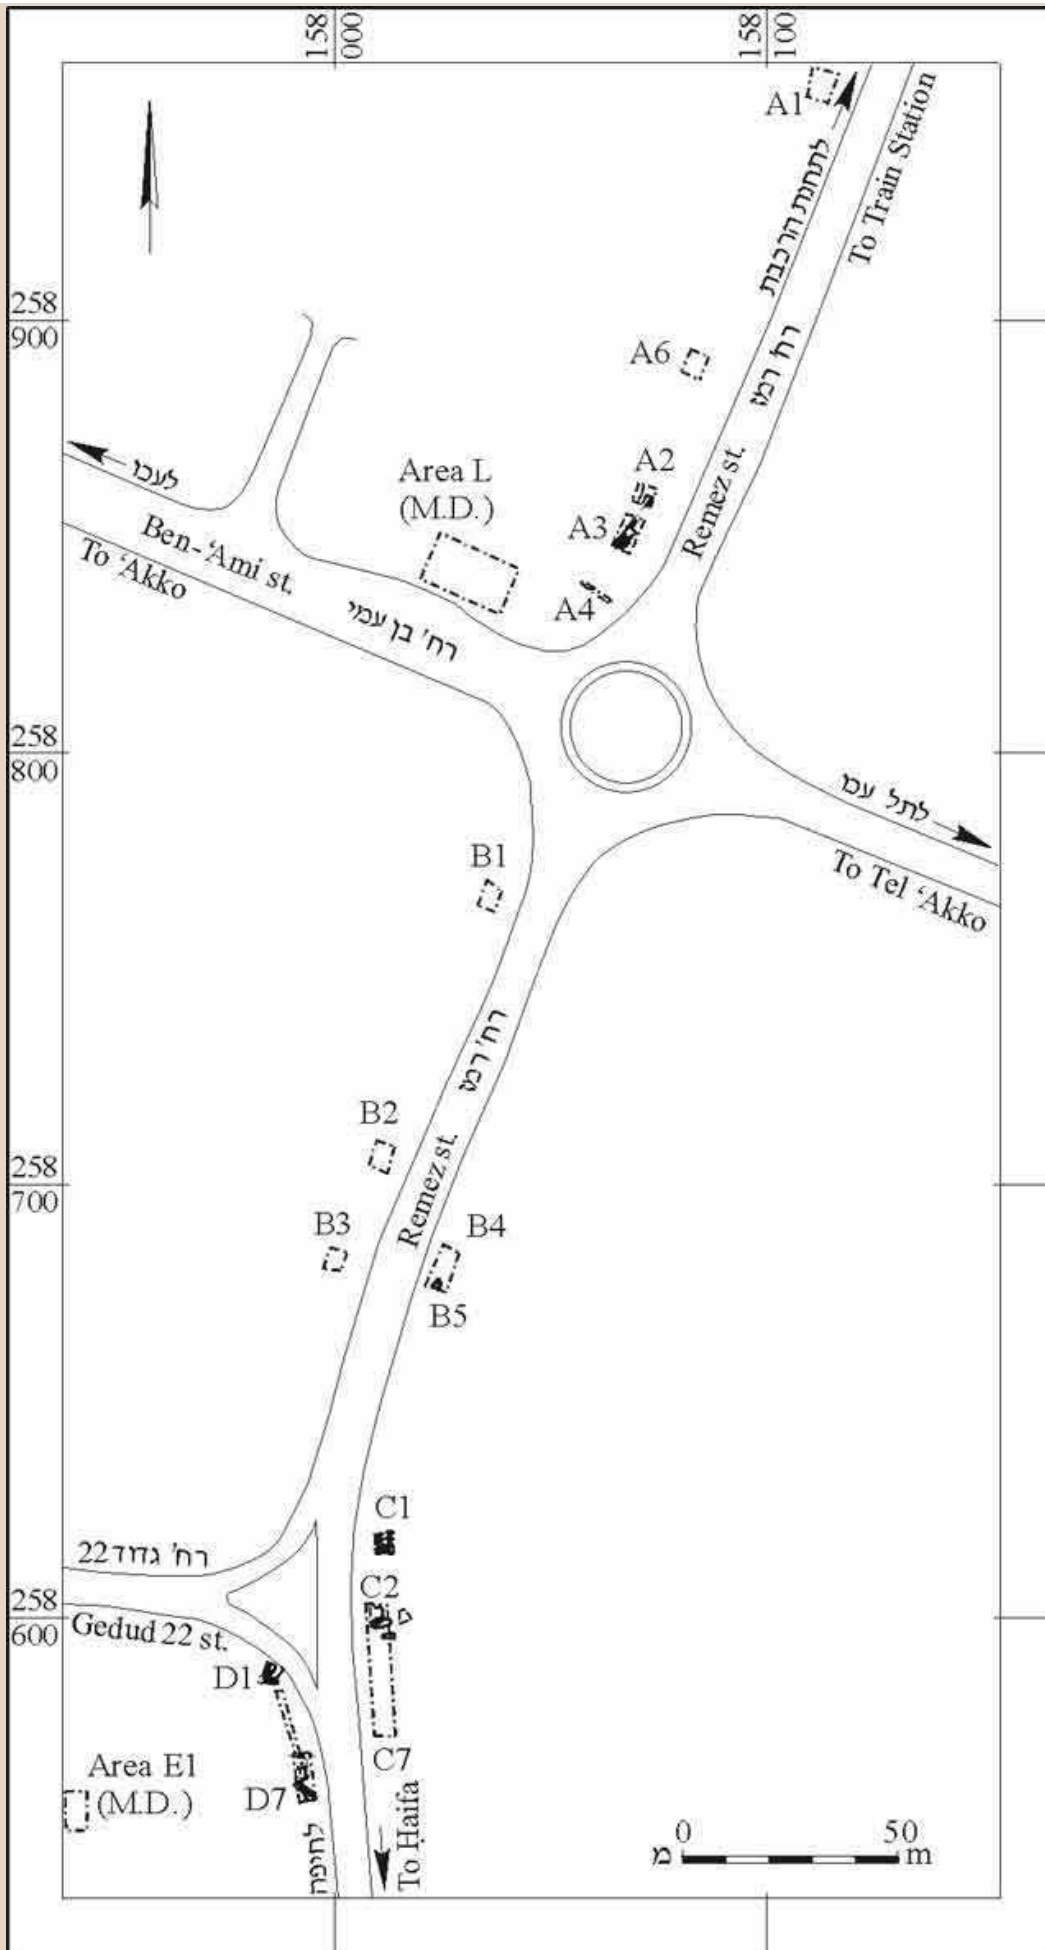 158
000
158
100
A1
לתחנת הרכבת
To Train Station
258
900
A6
רח' רמז
Remez st.
לעכו
Area L
(M.D.)
A2
A3
A4
Ben-‘Ami st.
To ‘Akko
רח' בן עמי
258
800
לתל עכו
To Tel ‘Akko
B1
רח' רמז
Remez st.
B2
258
700
B3
B4
B5
C1
רח' גדוד 22
C2
258
600
Gedud 22 st.
D1
C7
Area E1
(M.D.)
D7
לחיפה
To Ḥaifa
0
50
מ
m